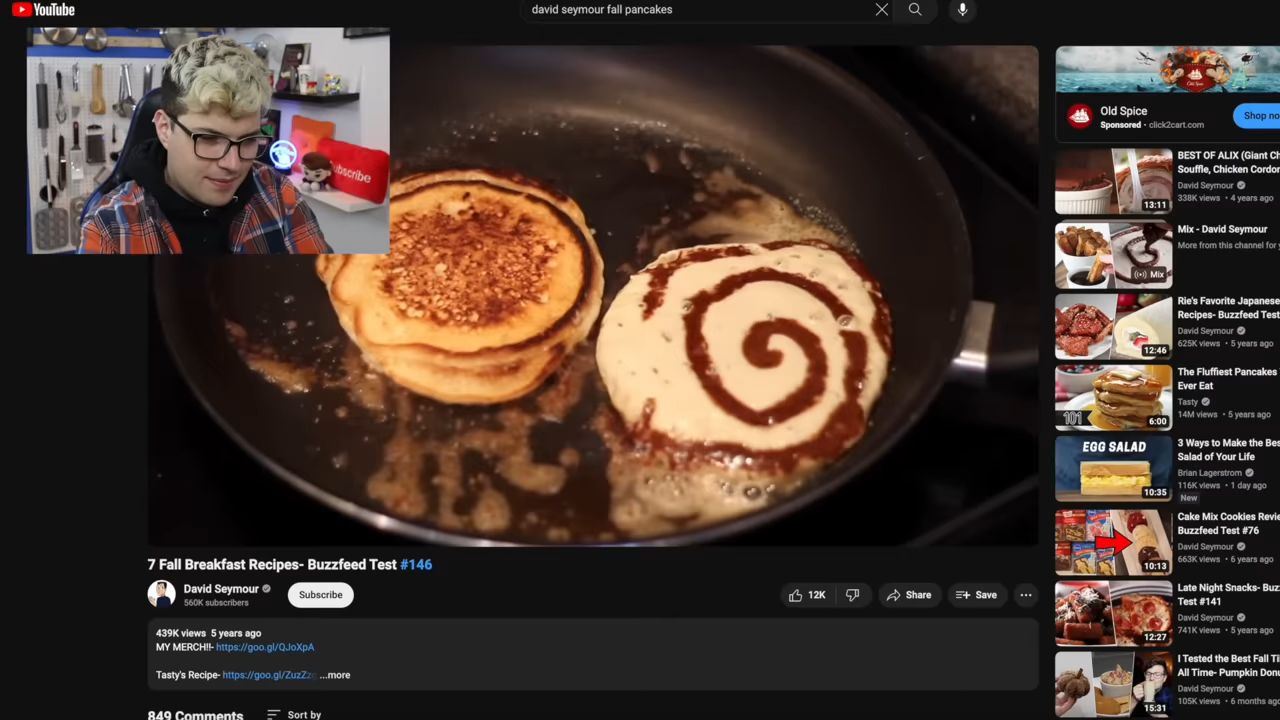 YouTube
david seymour fall pancakes
Subscribe
Old Spice
Sponsored · click2cart.com
Shop no
BEST OF ALIX (Giant Ch
Souffle, Chicken Cordon
David Seymour
338K views • 4 years ago
13:11
Mix - David Seymour
More from this channel for y
Mix
Rie's Favorite Japanese
Recipes- Buzzfeed Test
David Seymour
625K views • 5 years ago
12:46
The Fluffiest Pancakes
Ever Eat
Tasty
14M views • 5 years ago
101
6:00
EGG SALAD
3 Ways to Make the Bes
Salad of Your Life
Brian Lagerstrom
116K views • 1 day ago
New
10:35
Cake Mix Cookies Revie
Buzzfeed Test #76
David Seymour
663K views • 6 years ago
10:13
Late Night Snacks- Buz
Test #141
David Seymour
741K views • 5 years ago
12:27
I Tested the Best Fall Ti
All Time- Pumpkin Donu
David Seymour
105K views • 6 months ago
15:31
7 Fall Breakfast Recipes- Buzzfeed Test #146
David Seymour
560K subscribers
Subscribe
12K
Share
Save
439K views 5 years ago
MY MERCH!!- https://goo.gl/QJoXpA
Tasty's Recipe- https://goo.gl/ZuzZz ...more
849 Comments
Sort by